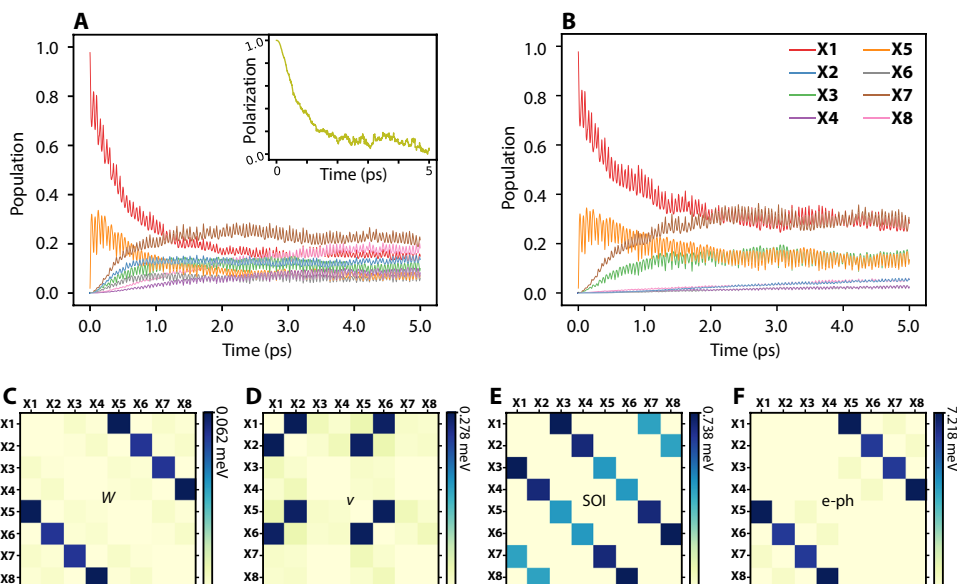 A
B
1.0
0.8
0.6
0.4
0.2
0.0
Population
0.0 1.0 2.0 3.0 4.0 5.0
Time (ps)
1.0
0.0
Polarization
0 5
Time (ps)
1.0
0.8
0.6
0.4
0.2
0.0
Population
0.0 1.0 2.0 3.0 4.0 5.0
Time (ps)
X1 X5
X2 X6
X3 X7
X4 X8
C
X1 X2 X3 X4 X5 X6 X7 X8
X1
X2
X3
X4
X5
X6
X7
X8
W
0.062 meV
D
X1 X2 X3 X4 X5 X6 X7 X8
X1
X2
X3
X4
X5
X6
X7
X8
v
0.278 meV
E
X1 X2 X3 X4 X5 X6 X7 X8
X1
X2
X3
X4
X5
X6
X7
X8
SOI
0.738 meV
F
X1 X2 X3 X4 X5 X6 X7 X8
X1
X2
X3
X4
X5
X6
X7
X8
e-ph
7.218 meV